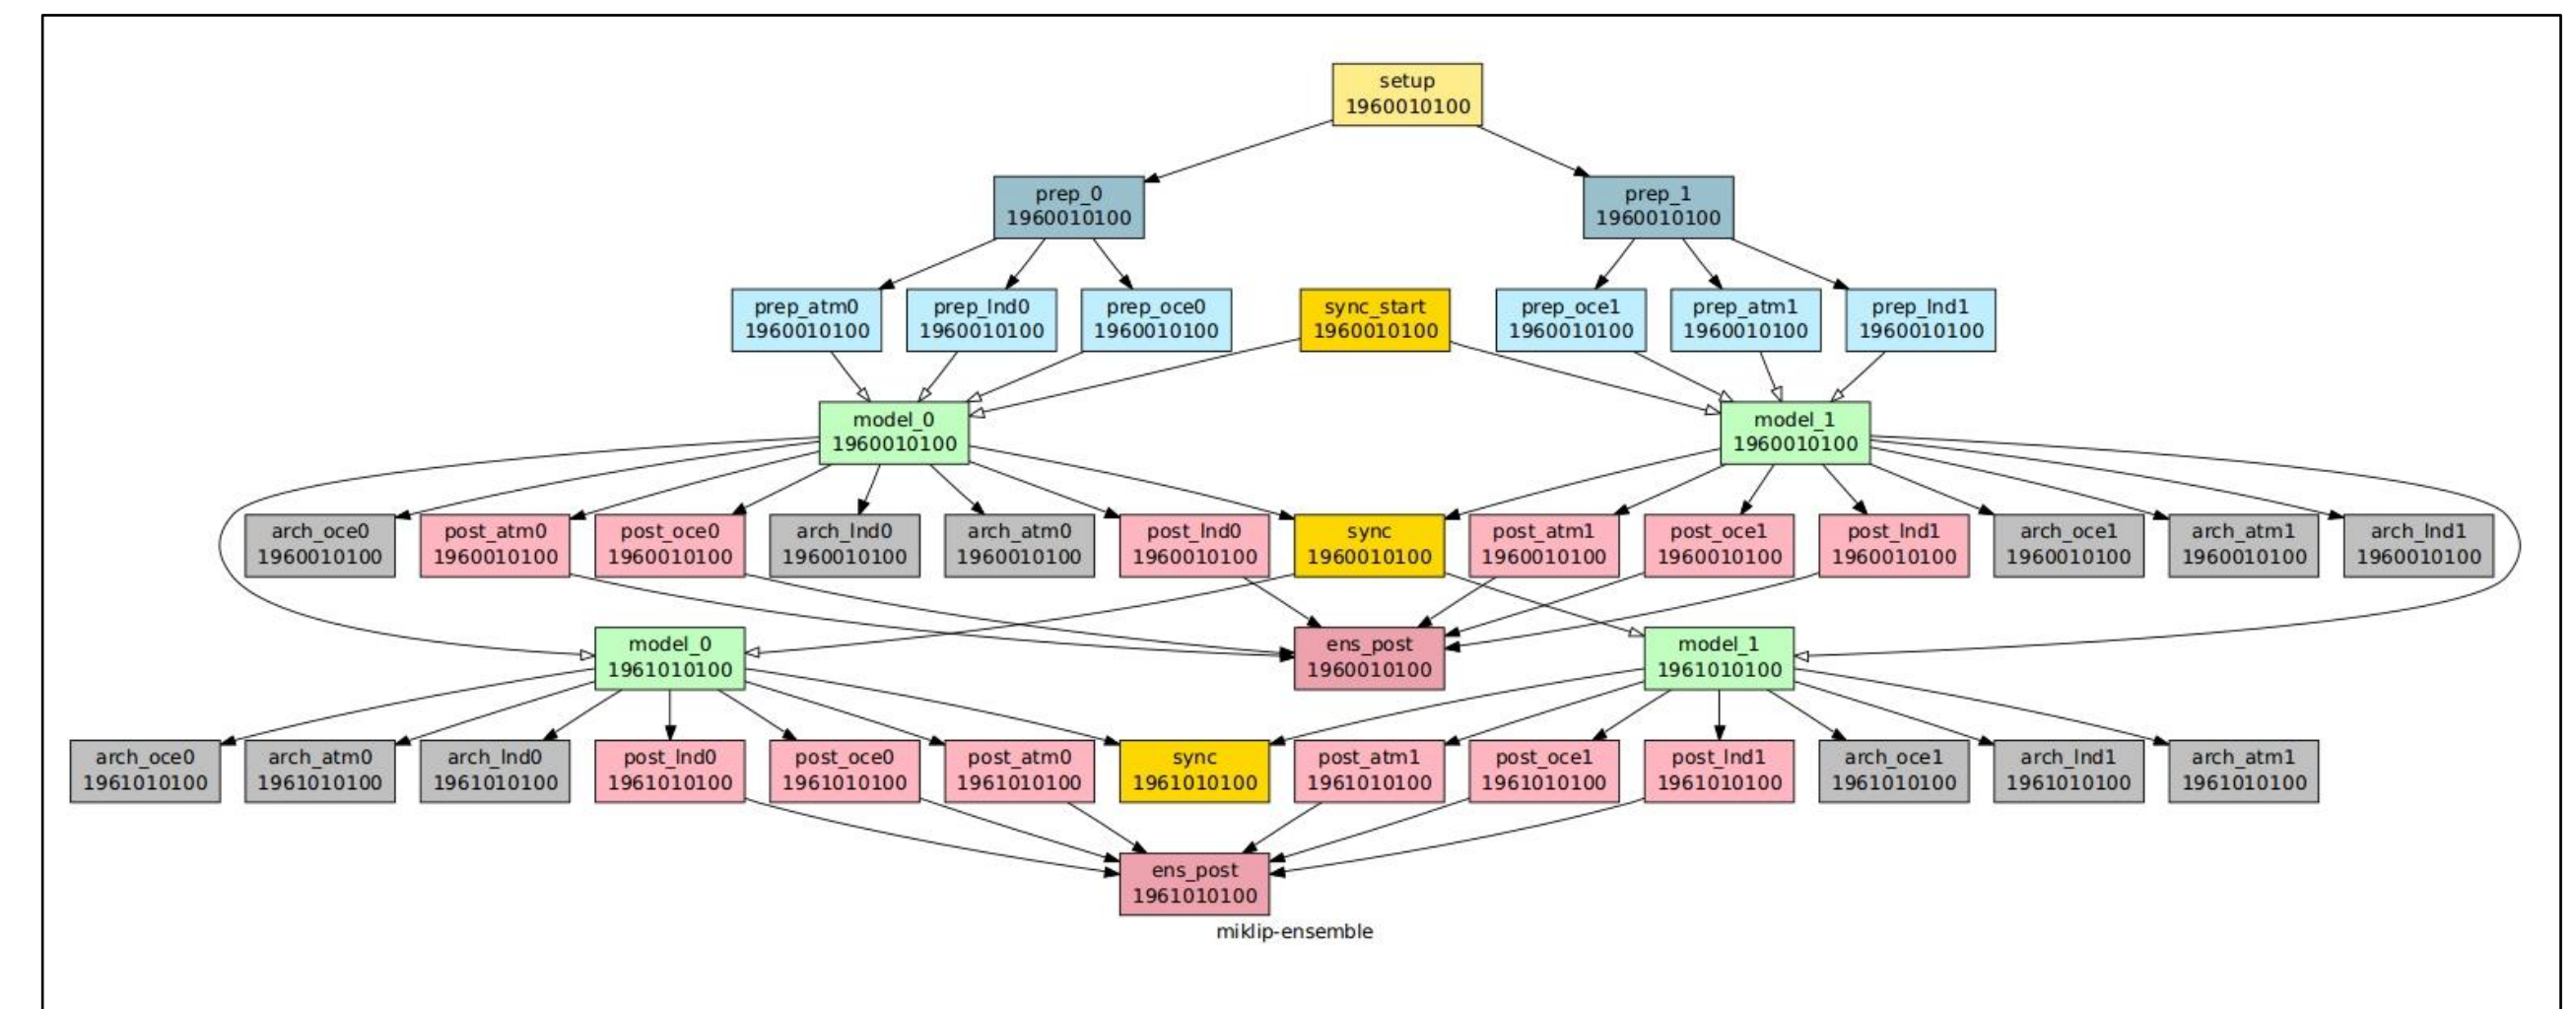 setup
1960010100
prep_0
1960010100
prep_1
1960010100
prep_atm0
1960010100
prep_lnd0
1960010100
prep_oce0
1960010100
sync_start
1960010100
prep_oce1
1960010100
prep_atm1
1960010100
prep_lnd1
1960010100
model_0
1960010100
model_1
1960010100
arch_oce0
1960010100
post_atm0
1960010100
post_oce0
1960010100
arch_lnd0
1960010100
arch_atm0
1960010100
post_lnd0
1960010100
sync
1960010100
post_atm1
1960010100
post_oce1
1960010100
post_lnd1
1960010100
arch_oce1
1960010100
arch_atm1
1960010100
arch_lnd1
1960010100
model_0
1961010100
ens_post
1960010100
model_1
1961010100
arch_oce0
1961010100
arch_atm0
1961010100
arch_lnd0
1961010100
post_lnd0
1961010100
post_oce0
1961010100
post_atm0
1961010100
sync
1961010100
post_atm1
1961010100
post_oce1
1961010100
post_lnd1
1961010100
arch_oce1
1961010100
arch_lnd1
1961010100
arch_atm1
1961010100
ens_post
1961010100
miklip-ensemble